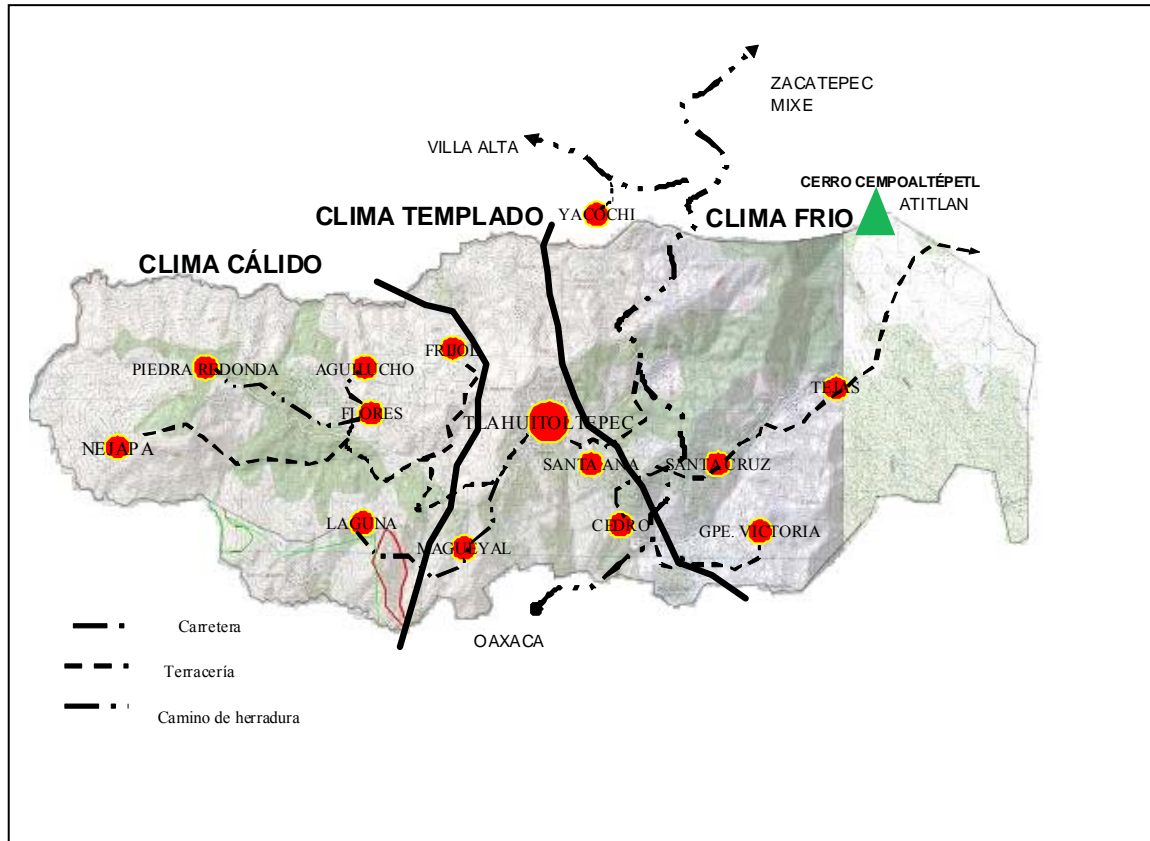 ZACATEPEC
MIXE
VILLA ALTA
CERRO CEMPOALTÉPETL
ATITLAN
CLIMA TEMPLADO
YACOCHI
CLIMA FRIO
CLIMA CÁLIDO
FRIJOL
PIEDRA REDONDA
AGUILUCHO
TEJAS
FLORES
TLAHUITOLTEPEC
NEJAPA
SANTA ANA
SANTA CRUZ
LAGUNA
CEDRO
GPE. VICTORIA
MAGUEYAL
OAXACA
Carretera
Terracería
Camino de herradura